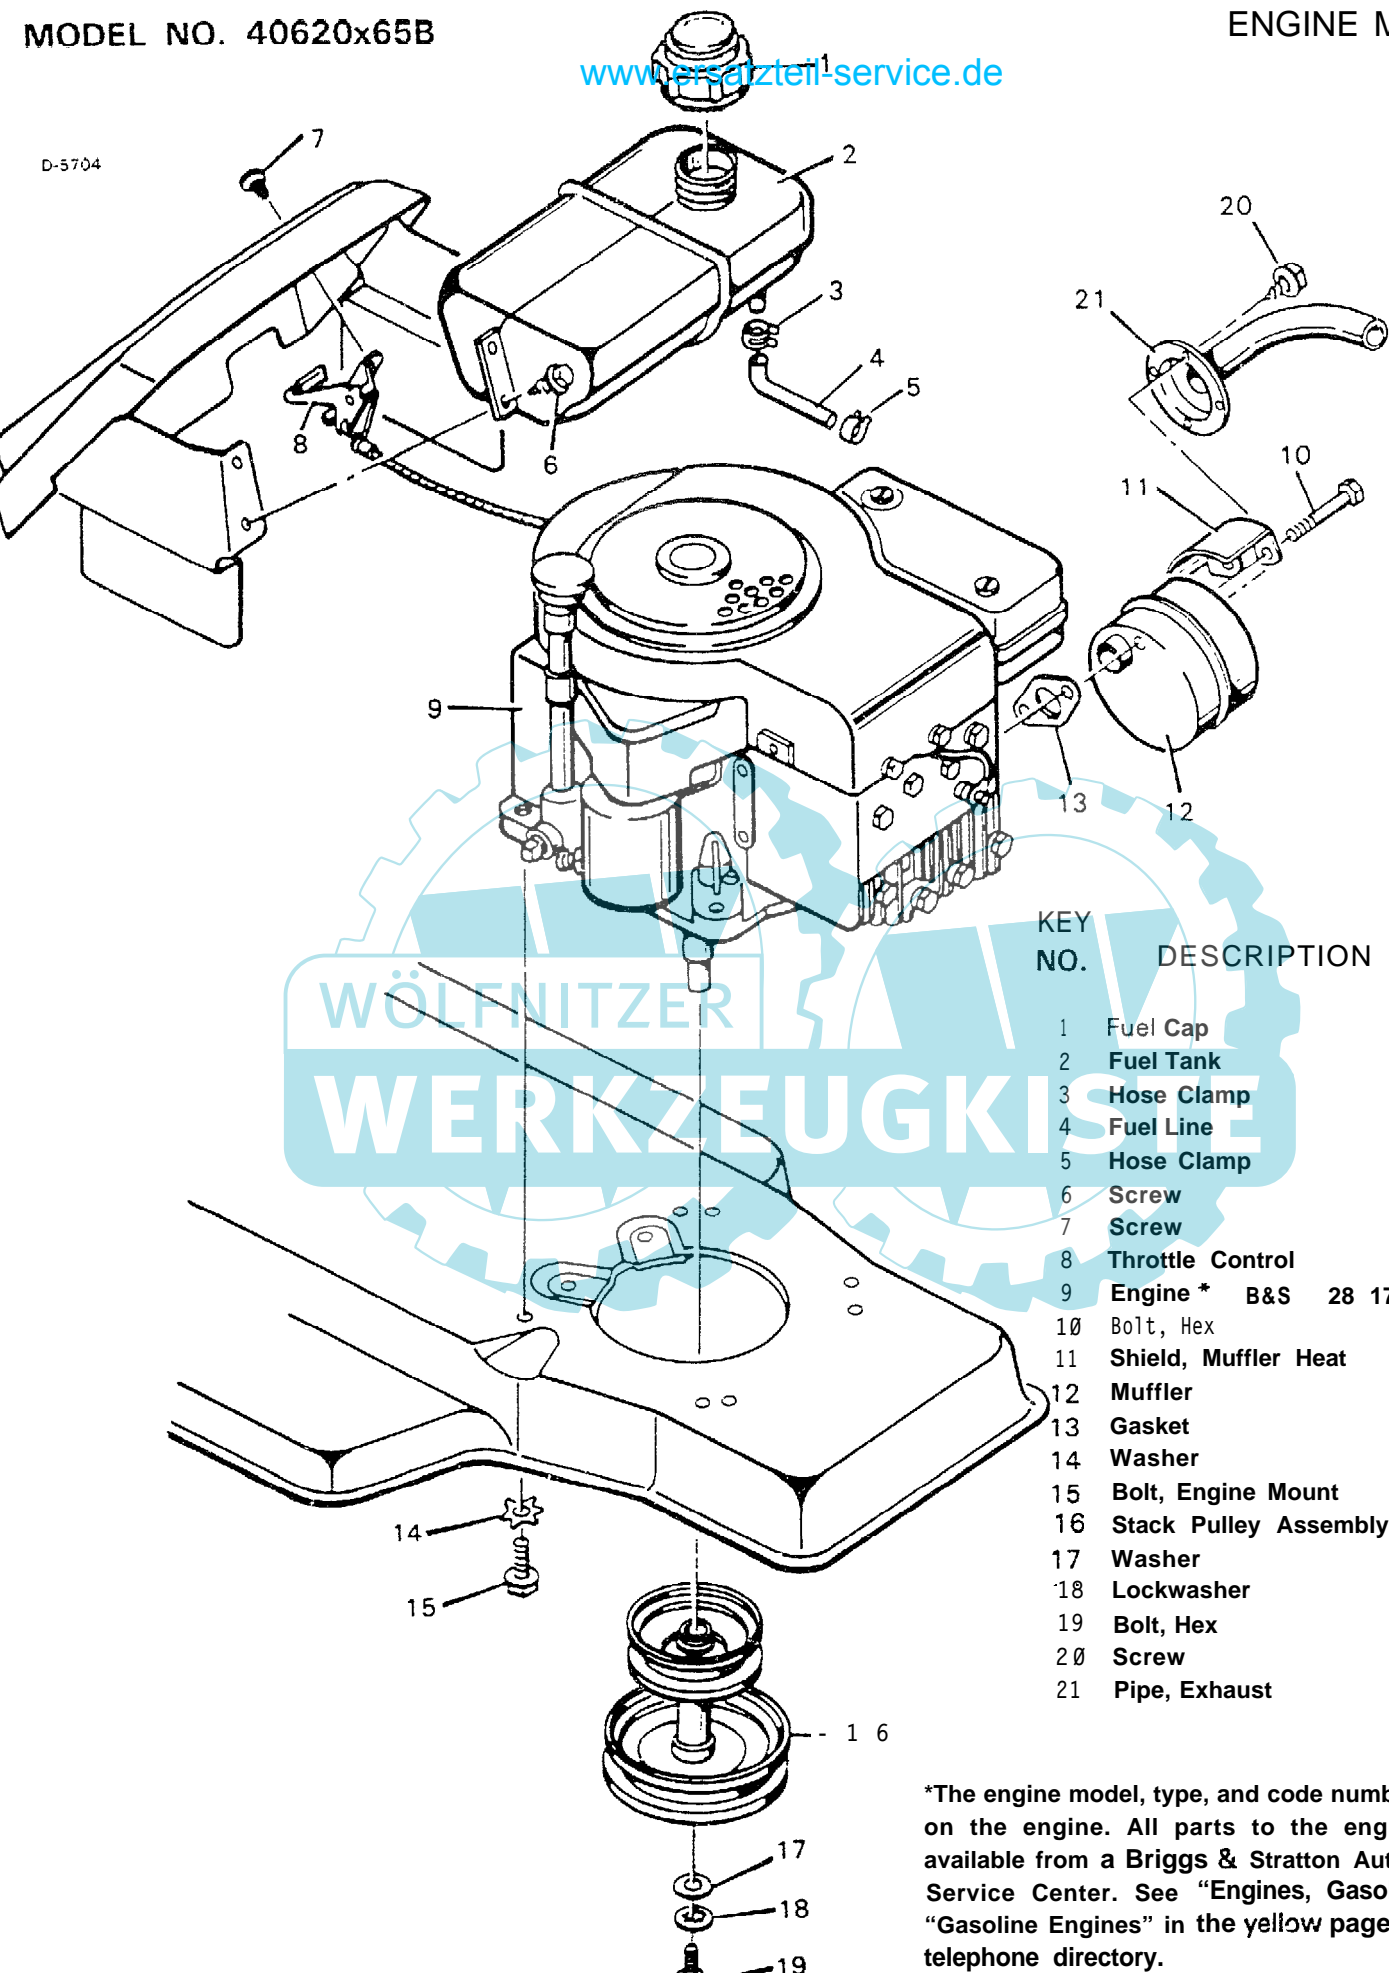 MODEL NO. 40620x65B
ENGINE M
www.ersatzteil-service.de
D-5704
1
7
2
20
3
21
4
5
8
6
10
11
9
13
12
KEY
NO. DESCRIPTION
WÖLFNITZER
WERKZEUGKISTE
1 Fuel Cap
2 Fuel Tank
3 Hose Clamp
4 Fuel Line
5 Hose Clamp
6 Screw
7 Screw
8 Throttle Control
9 Engine * B&S 28 17
10 Bolt, Hex
11 Shield, Muffler Heat
12 Muffler
13 Gasket
14 Washer
15 Bolt, Engine Mount
16 Stack Pulley Assembly
17 Washer
18 Lockwasher
19 Bolt, Hex
20 Screw
21 Pipe, Exhaust
14
15
- 1 6
17
18
19
*The engine model, type, and code numb
on the engine. All parts to the eng
available from a Briggs & Stratton Aut
Service Center. See “Engines, Gaso
“Gasoline Engines” in the yellow page
telephone directory.